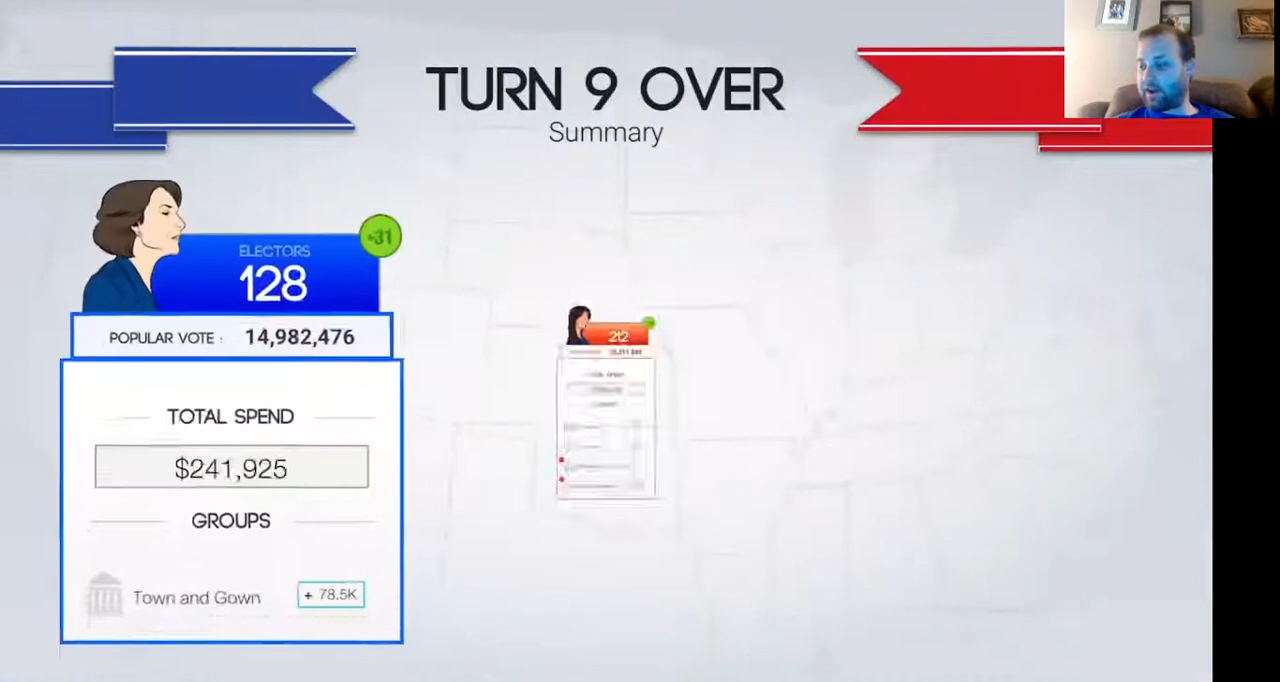 TURN 9 OVER
Summary
+31
ELECTORS
128
POPULAR VOTE : 14,982,476
TOTAL SPEND
$241,925
GROUPS
Town and Gown + 78.5K
212